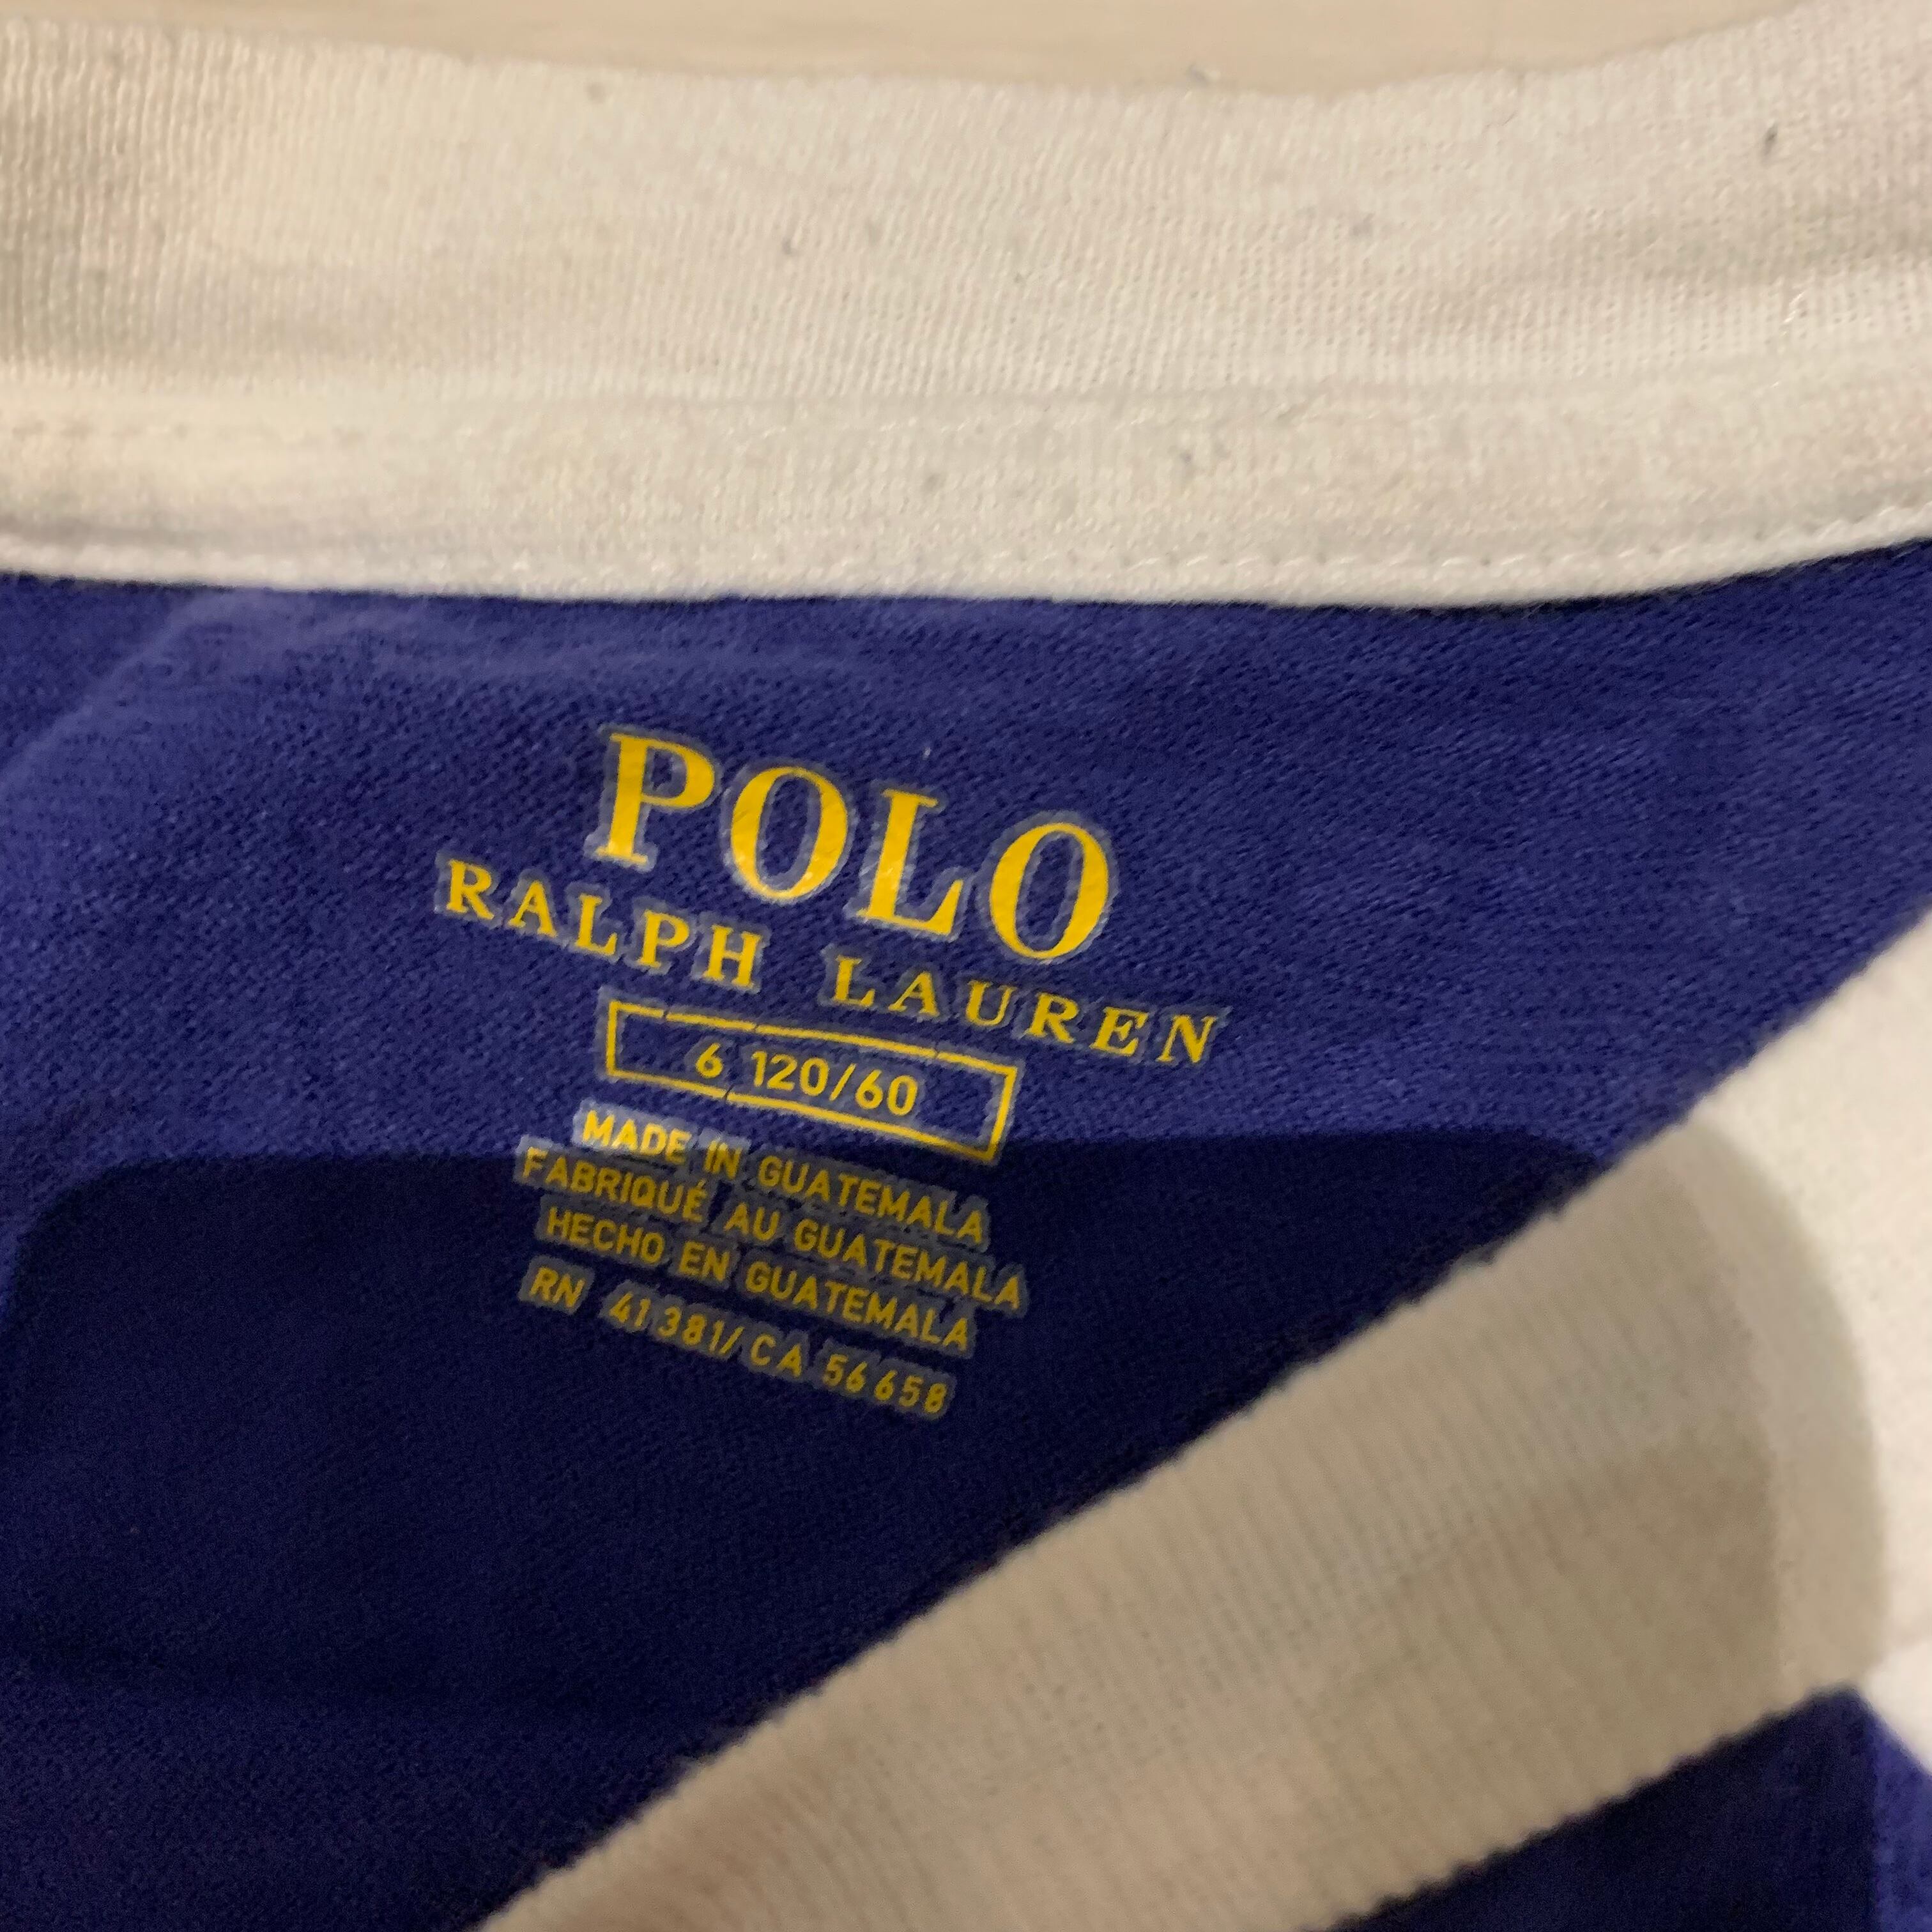 POLO
RALPH LAUREN
6 120/60
MADE IN GUATEMALA
FABRIQUÉ AU GUATEMALA
HECHO EN GUATEMALA
RN 41381/CA 56658